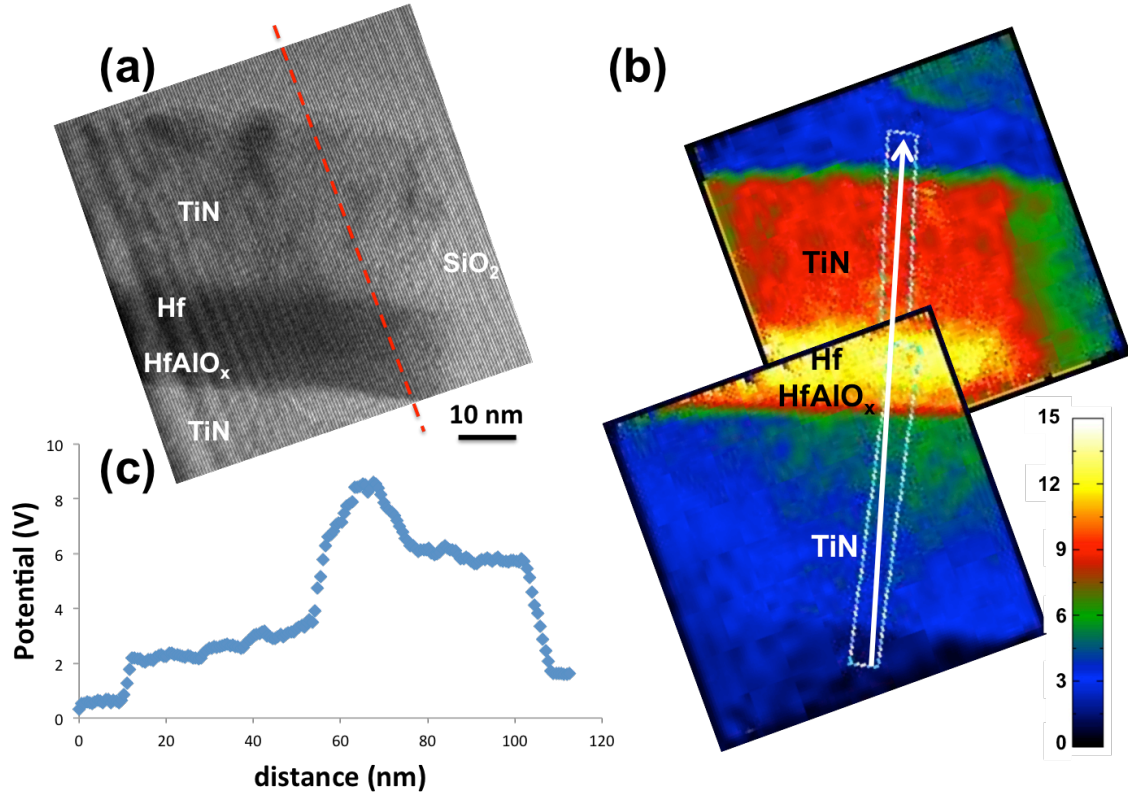 (a)
TiN
SiO2
Hf
HfAlOx
TiN
10 nm
(b)
TiN
Hf
HfAlOx
TiN
15
12
9
6
3
0
(c)
Potential (V)
10
8
6
4
2
0
0 20 40 60 80 100 120
distance (nm)